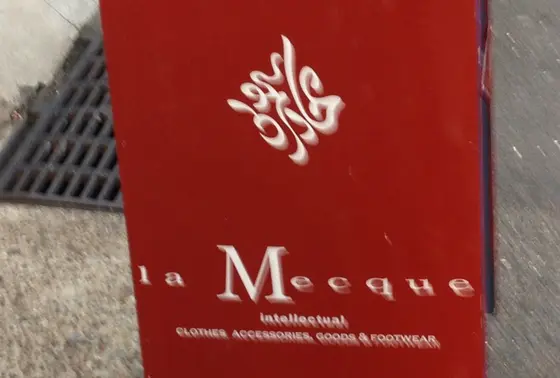 la Mecque
intellectual
CLOTHES, ACCESSORIES, GOODS & FOOTWEAR